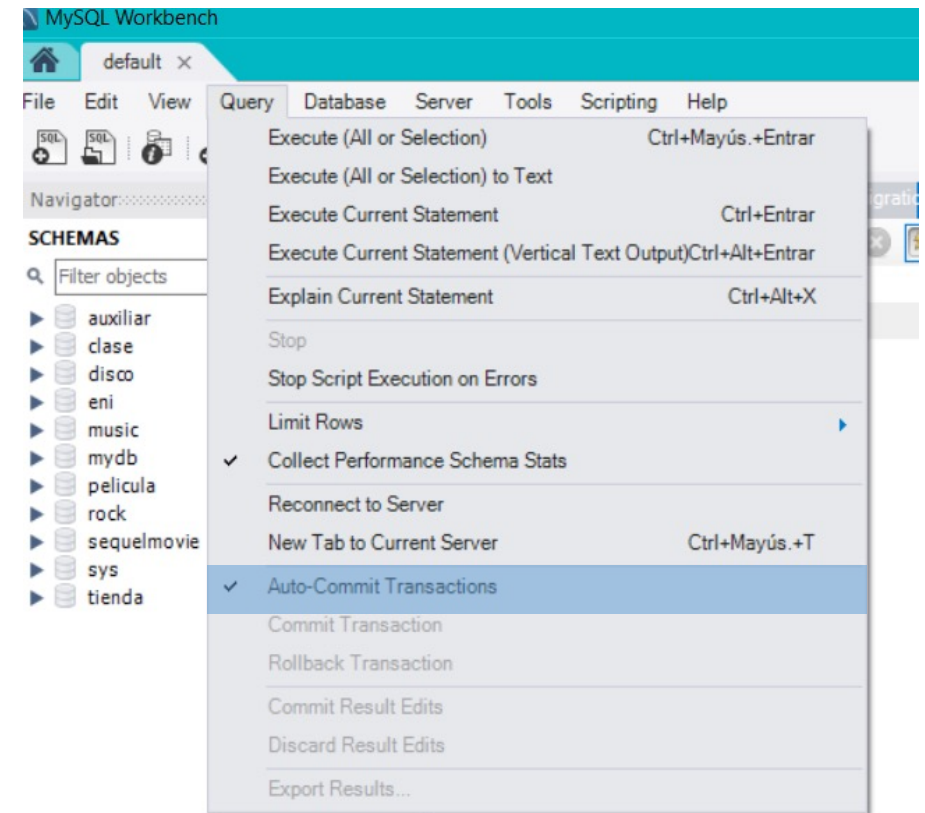 MySQL Workbench
default ×
File Edit View Query Database Server Tools Scripting Help
SQL SQL
Navigator
SCHEMAS
Filter objects
auxiliar
clase
disco
eni
music
mydb
pelicula
rock
sequelmovie
sys
tienda
Execute (All or Selection) Ctrl+Mayús.+Entrar
Execute (All or Selection) to Text
Execute Current Statement Ctrl+Entrar
Execute Current Statement (Vertical Text Output)Ctrl+Alt+Entrar
Explain Current Statement Ctrl+Alt+X
Stop
Stop Script Execution on Errors
Limit Rows
Collect Performance Schema Stats
Reconnect to Server
New Tab to Current Server Ctrl+Mayús.+T
Auto-Commit Transactions
Commit Transaction
Rollback Transaction
Commit Result Edits
Discard Result Edits
Export Results...